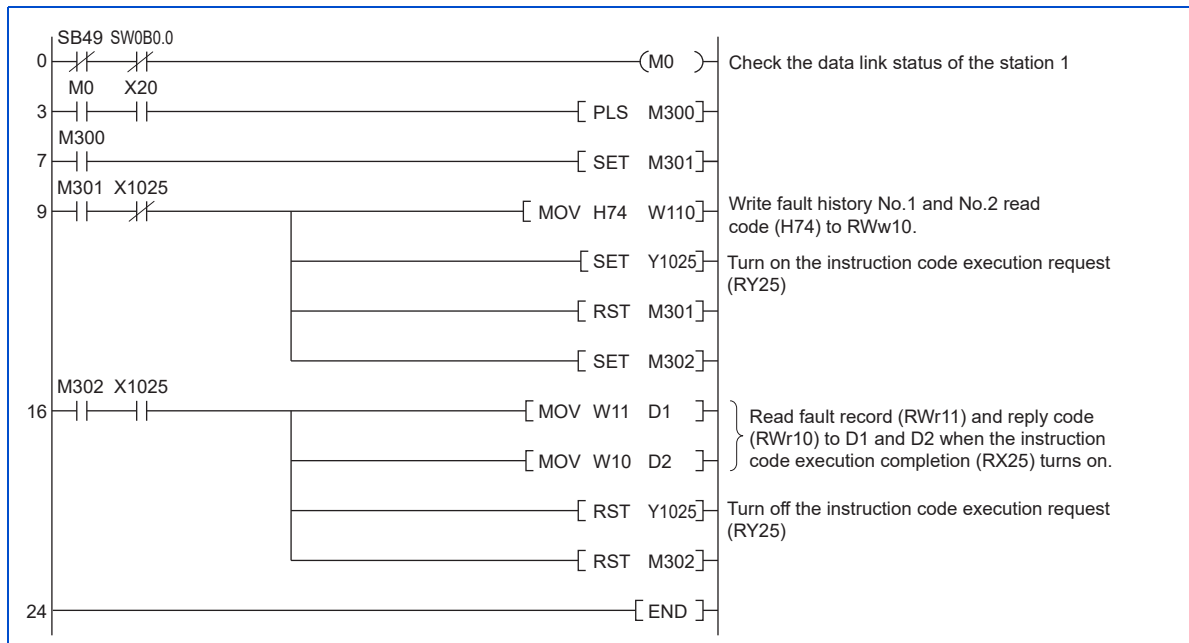 SB49 SW0B0.0
0 (M0 ) Check the data link status of the station 1
M0 X20
3 [ PLS M300]
M300
7 [ SET M301]
M301 X1025
9 [ MOV H74 W110] Write fault history No.1 and No.2 read
code (H74) to RWw10.
[ SET Y1025] Turn on the instruction code execution request
(RY25)
[ RST M301]
[ SET M302]
M302 X1025
16 [ MOV W11 D1 ] Read fault record (RWr11) and reply code
(RWr10) to D1 and D2 when the instruction
[ MOV W10 D2 ] code execution completion (RX25) turns on.
[ RST Y1025] Turn off the instruction code execution request
(RY25)
[ RST M302]
24 [ END ]